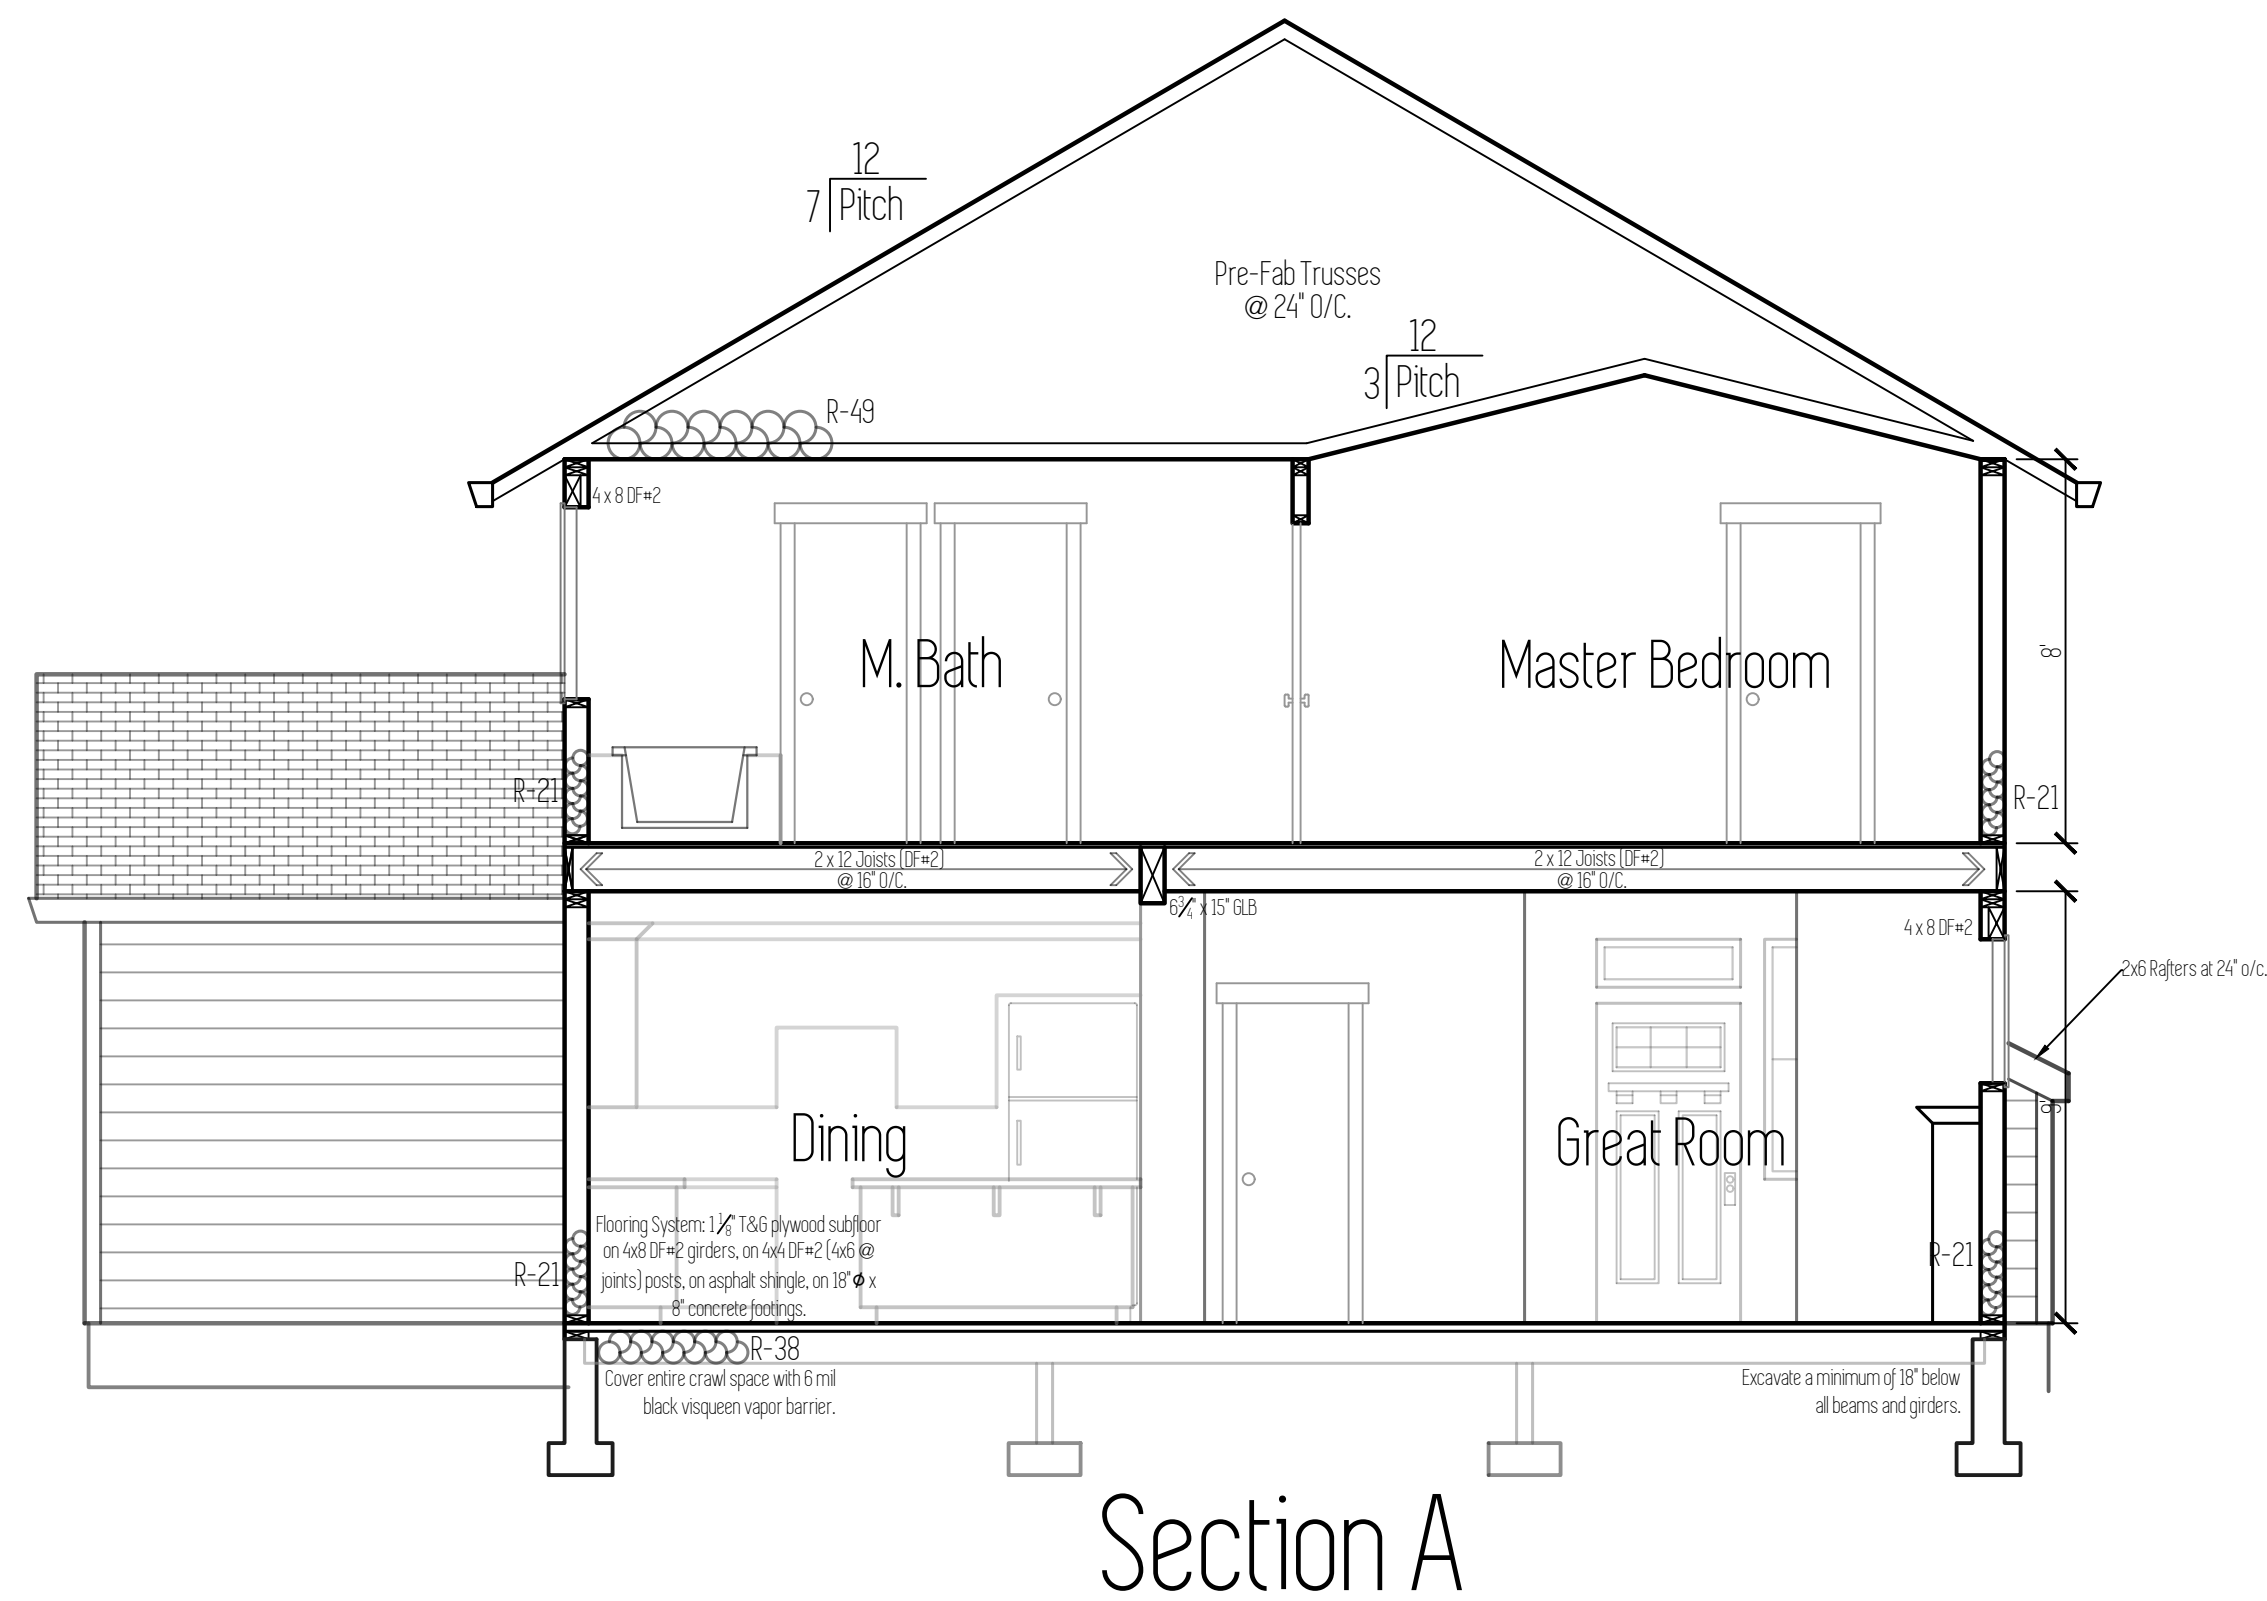 12
7 Pitch
Pre-Fab Trusses
@ 24" O/C.
12
3 Pitch
R-49
4 x 8 DF#2
M. Bath
Master Bedroom
8'
R-21
R-21
2 x 12 Joists (DF#2)
@ 16" O/C.
2 x 12 Joists (DF#2)
@ 16" O/C.
6 3/4" x 15" GLB
4 x 8 DF#2
2x6 Rafters at 24" o/c.
9'
Dining
Great Room
Flooring System: 1 1/8" T&G plywood subfloor
on 4x8 DF#2 girders, on 4x4 DF#2 (4x6 @
joints) posts, on asphalt shingle, on 18"ø x
8" concrete footings.
R-21
R-21
R-38
Cover entire crawl space with 6 mil
black visqueen vapor barrier.
Excavate a minimum of 18" below
all beams and girders.
Section A